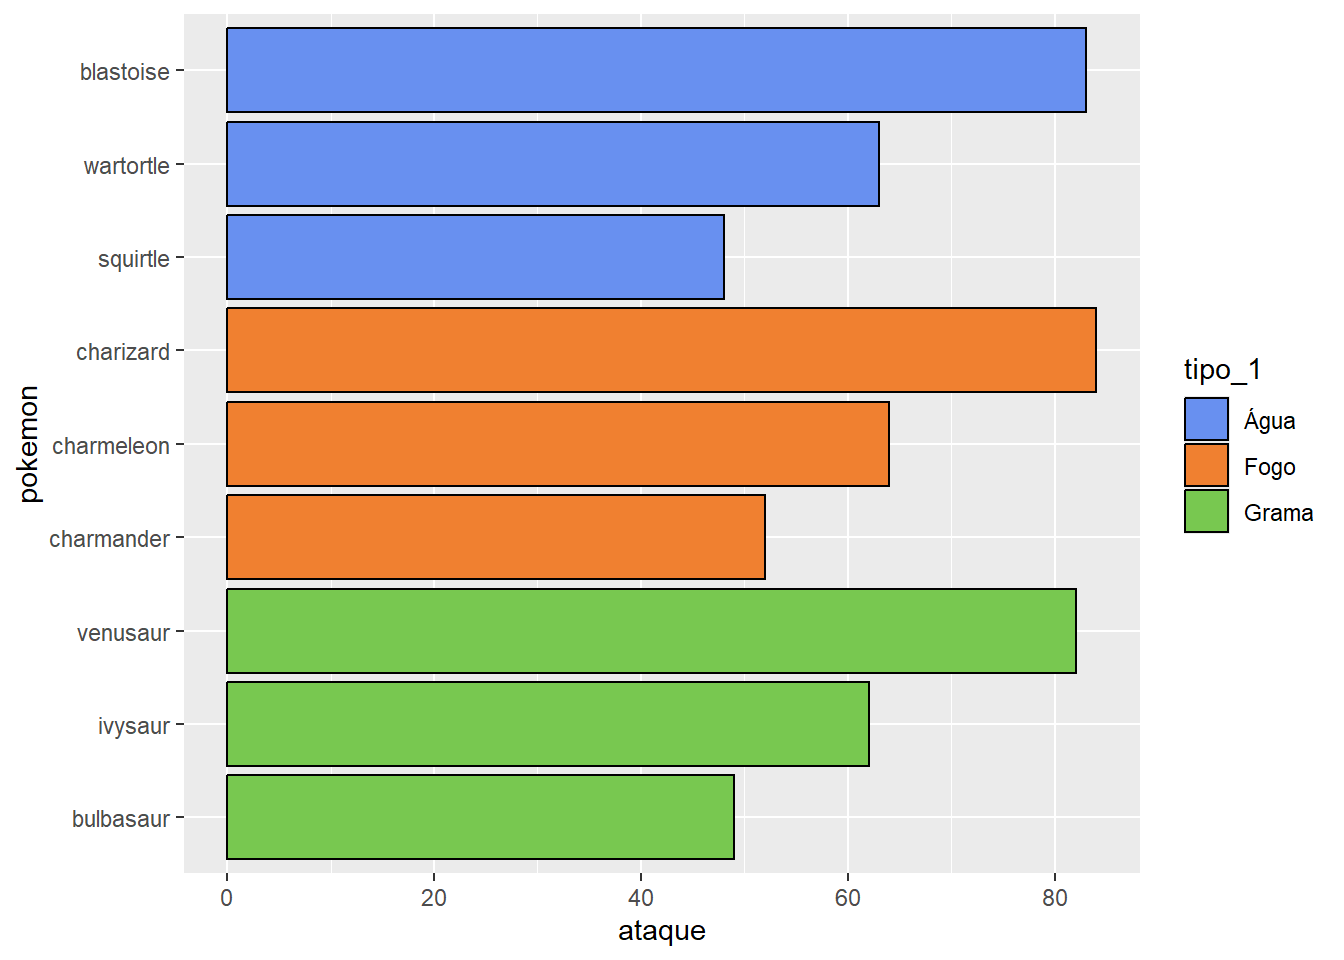 blastoise
wartortle
squirtle
charizard
charmeleon
charmander
venusaur
ivysaur
bulbasaur
pokemon
0 20 40 60 80
ataque
tipo_1
Água
Fogo
Grama